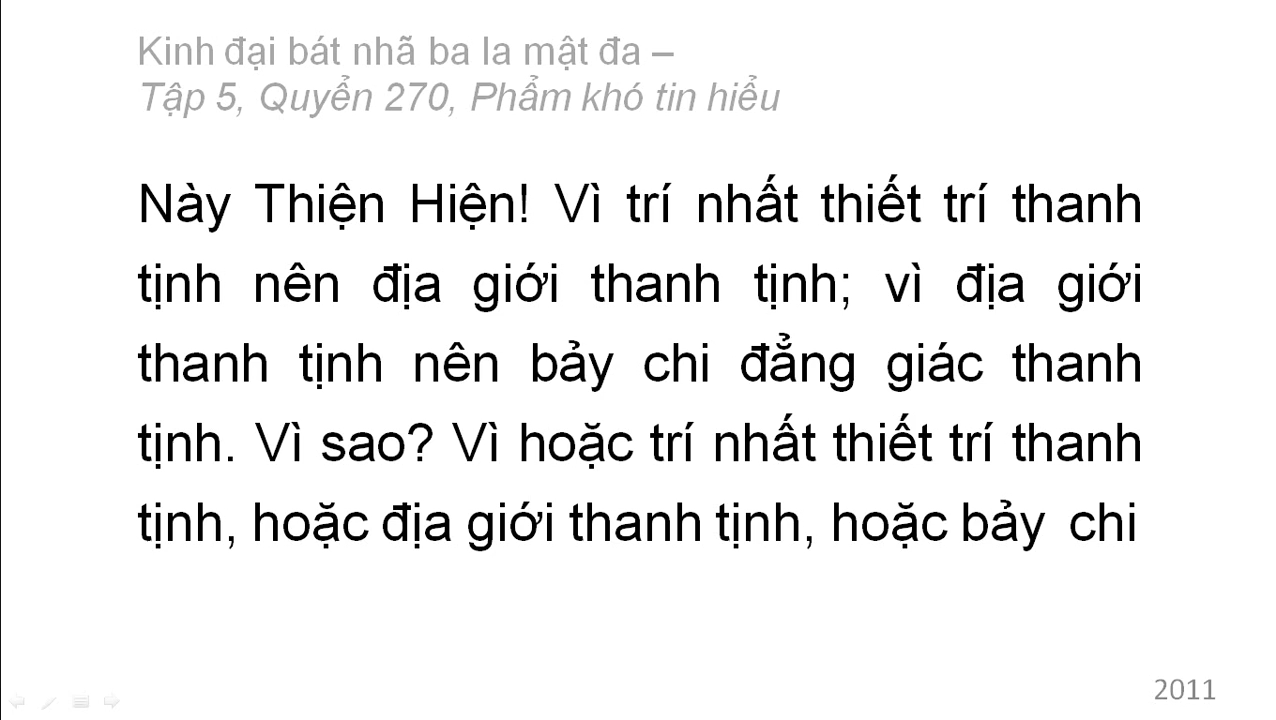 Kinh đại bát nhã ba la mật đa –
Tập 5, Quyển 270, Phẩm khó tin hiểu
Này Thiện Hiện! Vì trí nhất thiết trí thanh
tịnh nên địa giới thanh tịnh; vì địa giới
thanh tịnh nên bảy chi đẳng giác thanh
tịnh. Vì sao? Vì hoặc trí nhất thiết trí thanh
tịnh, hoặc địa giới thanh tịnh, hoặc bảy chi
2011